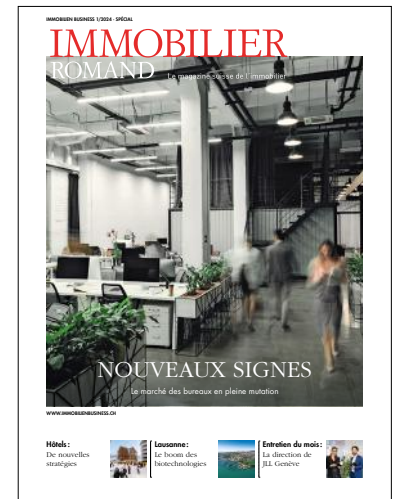 IMMOBILIEN BUSINESS 1/2024 · SPÉCIAL
IMMOBILIER
ROMAND
Le magazine suisse de l'immobilier
NOUVEAUX SIGNES
Le marché des bureaux en pleine mutation
WWW.IMMOBILIENBUSINESS.CH
Hôtels :
De nouvelles
stratégies
Lausanne :
Le boom des
biotechnologies
Entretien du mois :
La direction de
JLL Genève